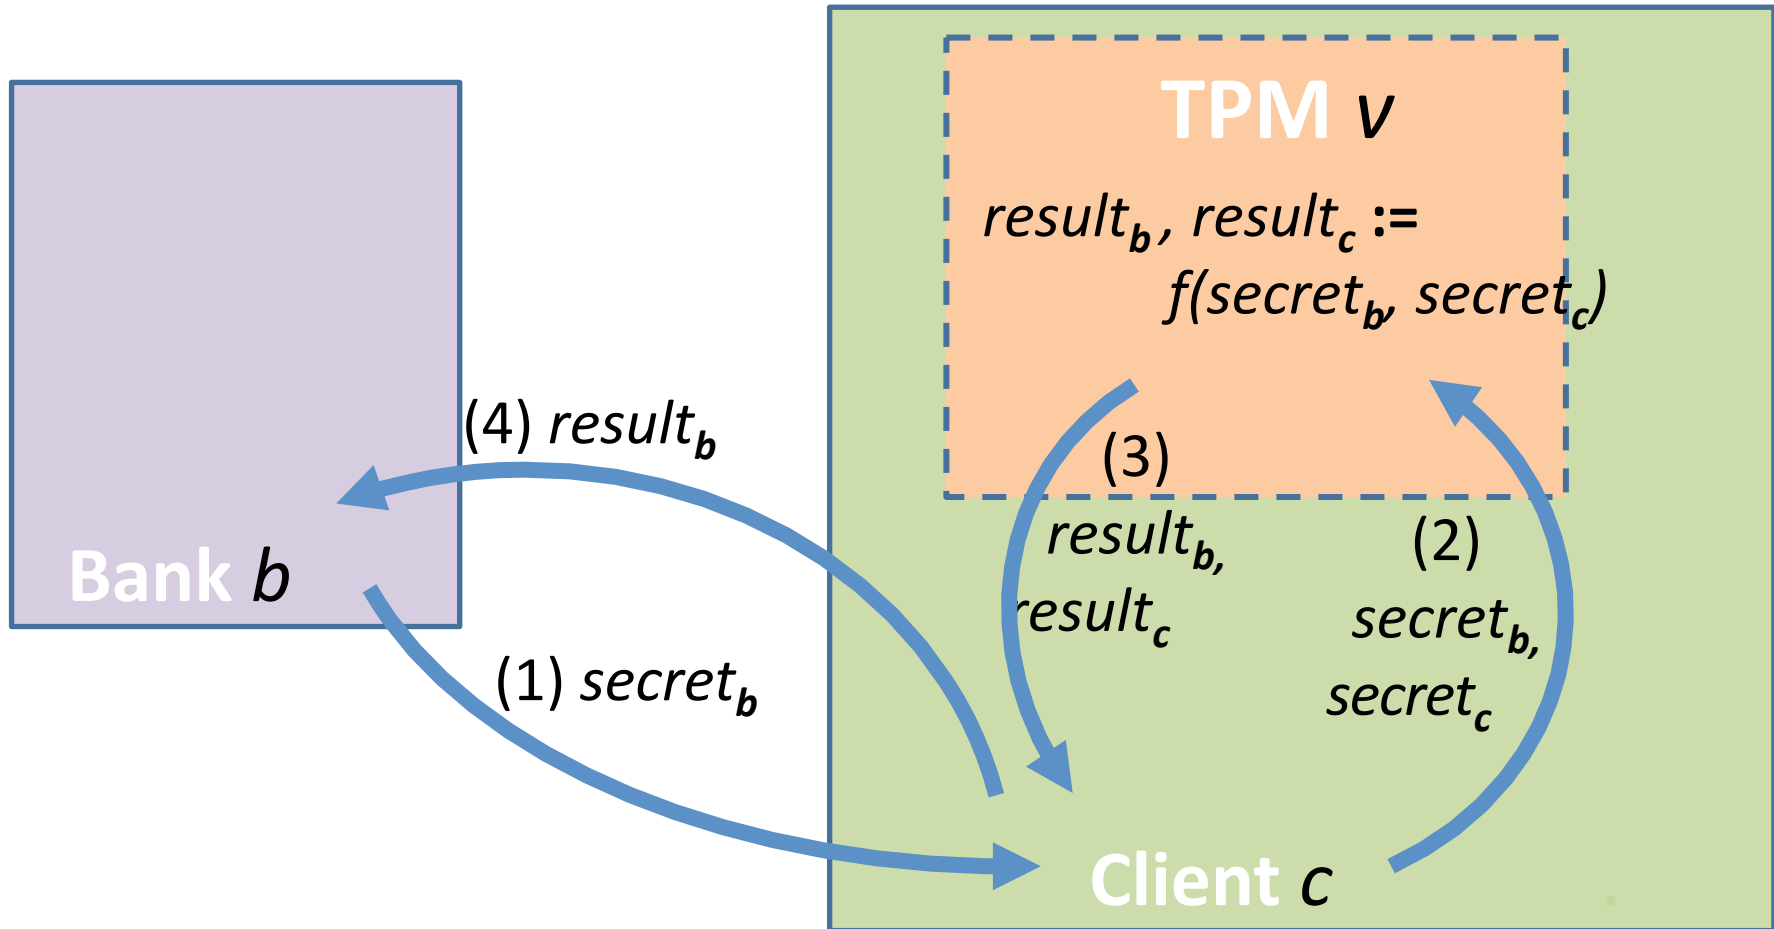 TPM v
result_b, result_c :=
f(secret_b, secret_c)
(4) result_b
(3)
result_b,
result_c
(2)
secret_b,
secret_c
Bank b
(1) secret_b
Client c